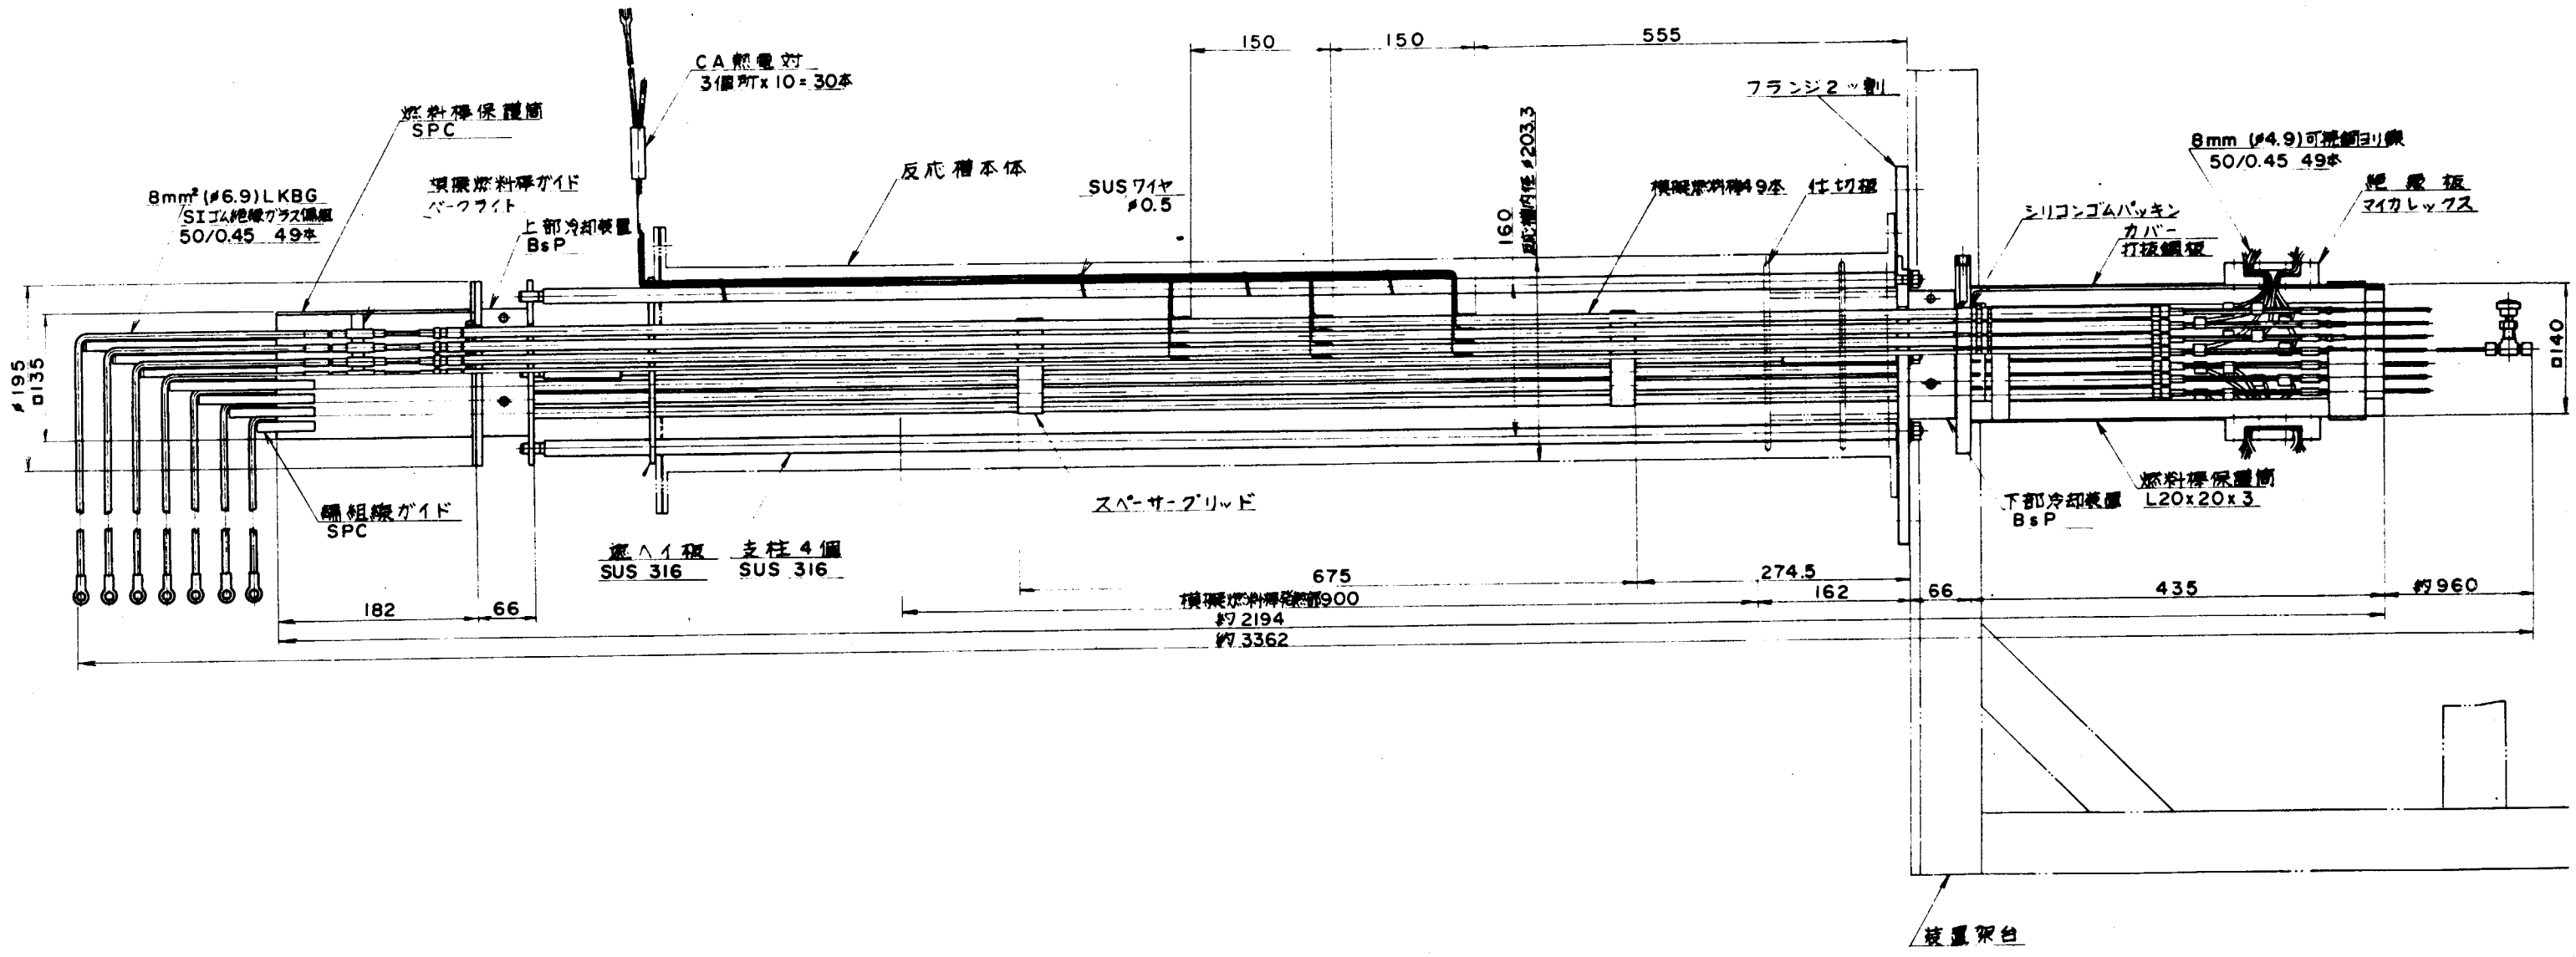 150
150
555
CA熱電対
3個所x10=30本
フランジ2ッ割
燃料棒保護筒
SPC
反応槽本体
反応槽内径φ203.3
8mm (φ4.9)可撓銅ヨリ線
50/0.45 49本
模擬燃料棒ガイド
ベークライト
SUSワイヤ
φ0.5
模擬燃料棒49本
仕切板
絶縁板
マイカレックス
8mm² (φ6.9) LKBG
SIゴム絶縁ガラス編組
50/0.45 49本
上部冷却装置
BsP
160
シリコンゴムパッキン
カバー
打抜鋼板
φ195
□135
□140
編組線ガイド
SPC
スペーサーグリッド
燃料棒保護筒
L20x20x3
下部冷却装置
BsP
遮ヘイ板
SUS 316
支柱4個
SUS 316
675
274.5
182
66
模擬燃料棒発熱部900
162
66
435
約960
約2194
約3362
装置架台